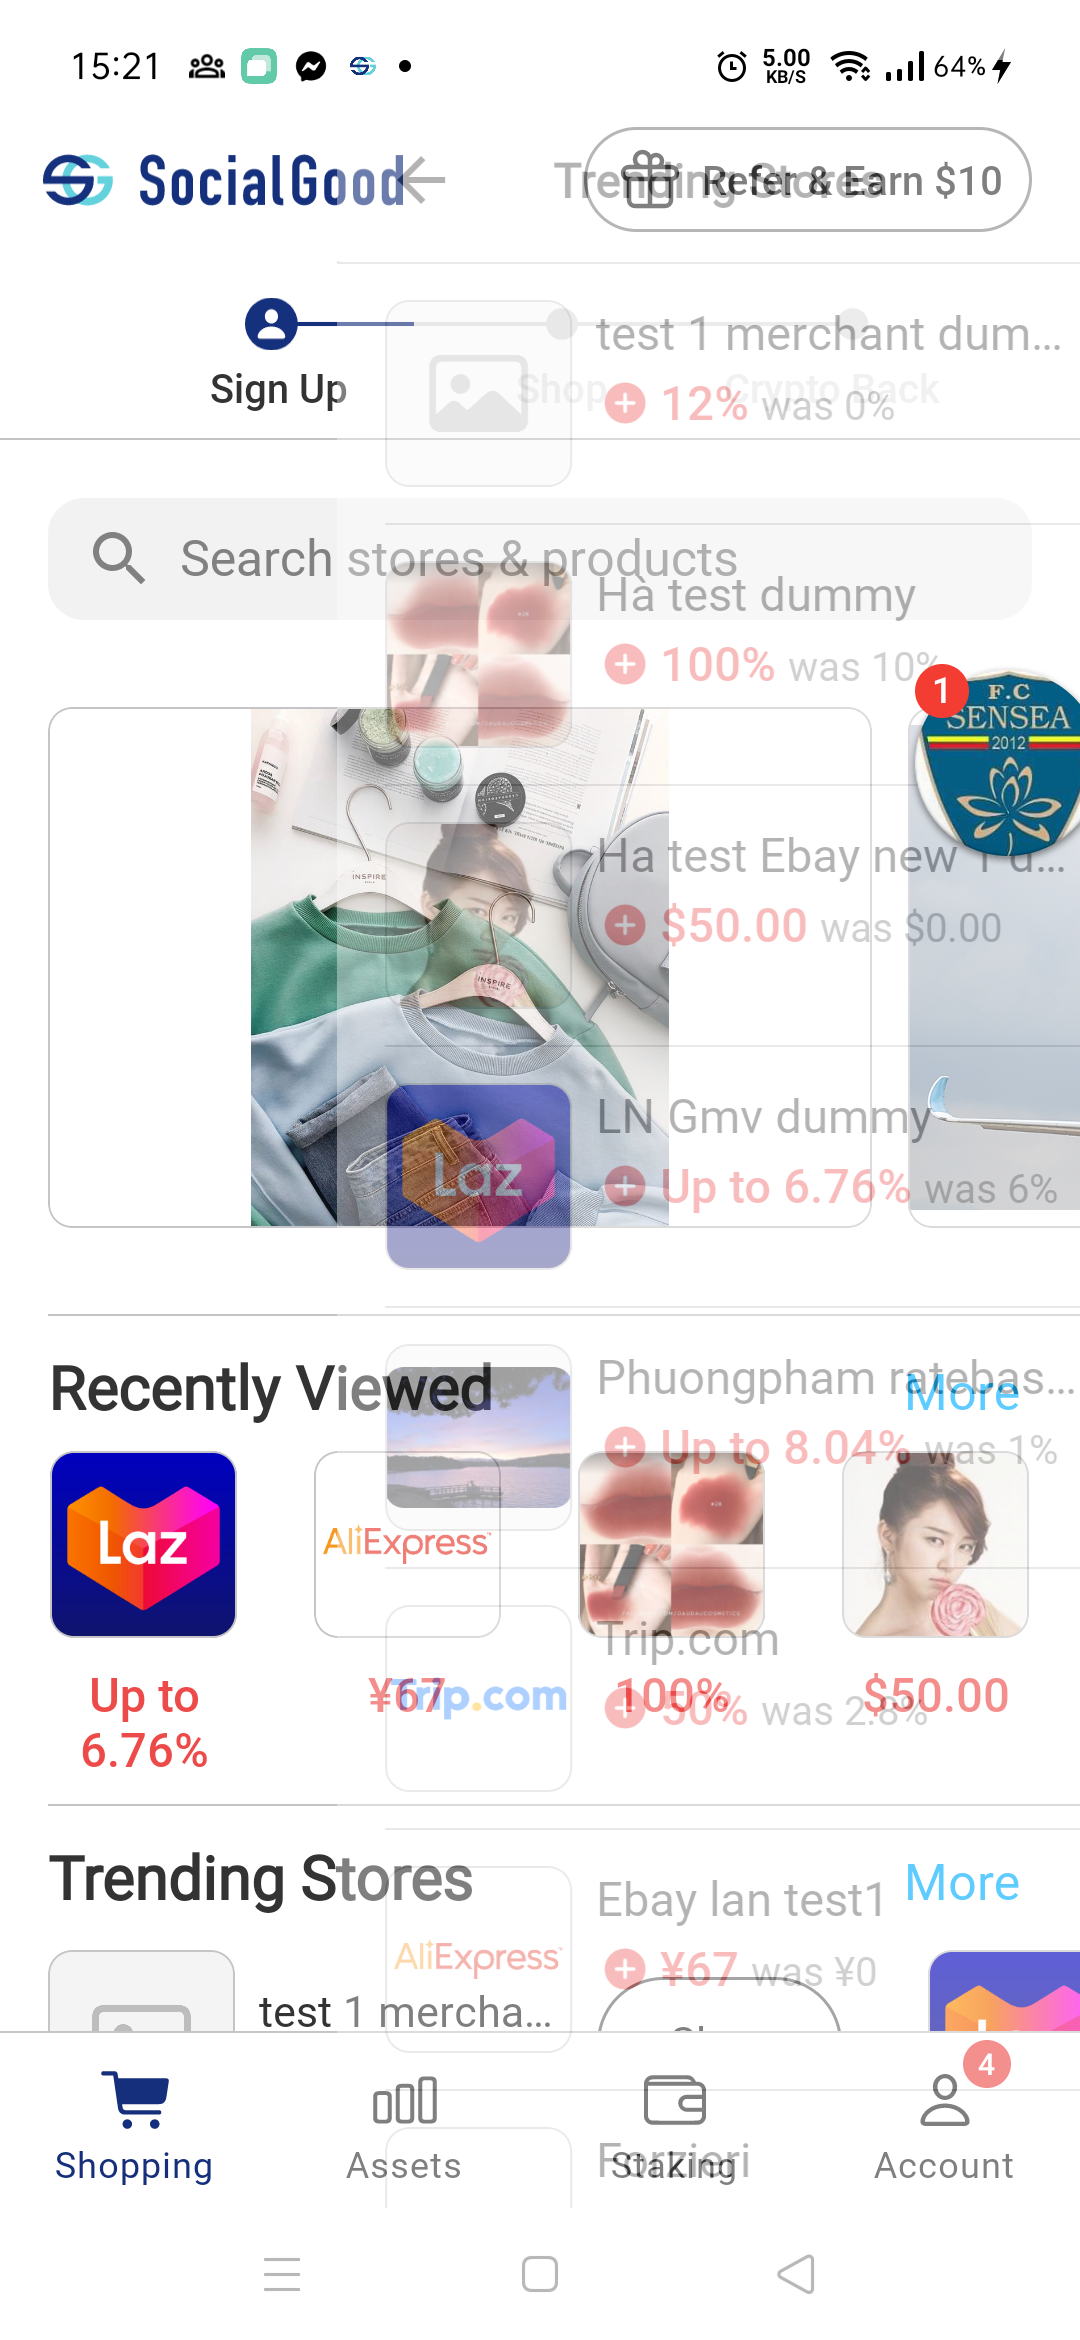 15:21
5.00
KB/S
64%
SocialGood
Trending Stores
Refer & Earn $10
Sign Up
Shop
Crypto Back
test 1 merchant dum...
12% was 0%
Search stores & products
Hà test dummy
100% was 10%
1
F.C
SENSEA
2012
INSPIRE
Ha test Ebay new 1 d...
$50.00 was $0.00
INSPIRE
LN Gmv dummy
Laz
Up to 6.76% was 6%
Recently Viewed
More
Phuongpham ratebas...
Up to 8.04% was 1%
Laz
AliExpress
Trip.com
Trip.com
50% was 2.8%
Up to
6.76%
¥67
100%
$50.00
Trending Stores
More
Ebay lan test1
AliExpress
¥67 was ¥0
test 1 mercha...
4
Shopping
Assets
Staking
Account
Forzieri